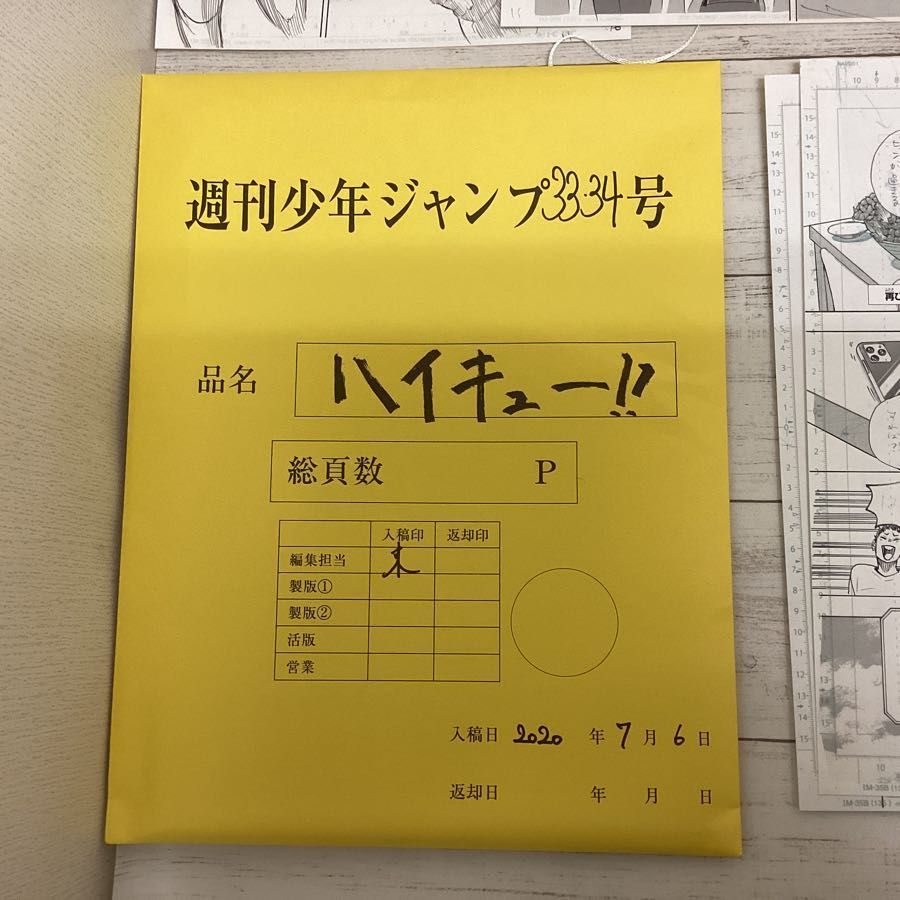 週刊少年ジャンプ33·34号
品名 ハイキュー!!
総頁数 P
入稿印 返却印
編集担当 本
製版①
製版②
活版
営業
入稿日 2020 年 7 月 6 日
返却日 年 月 日